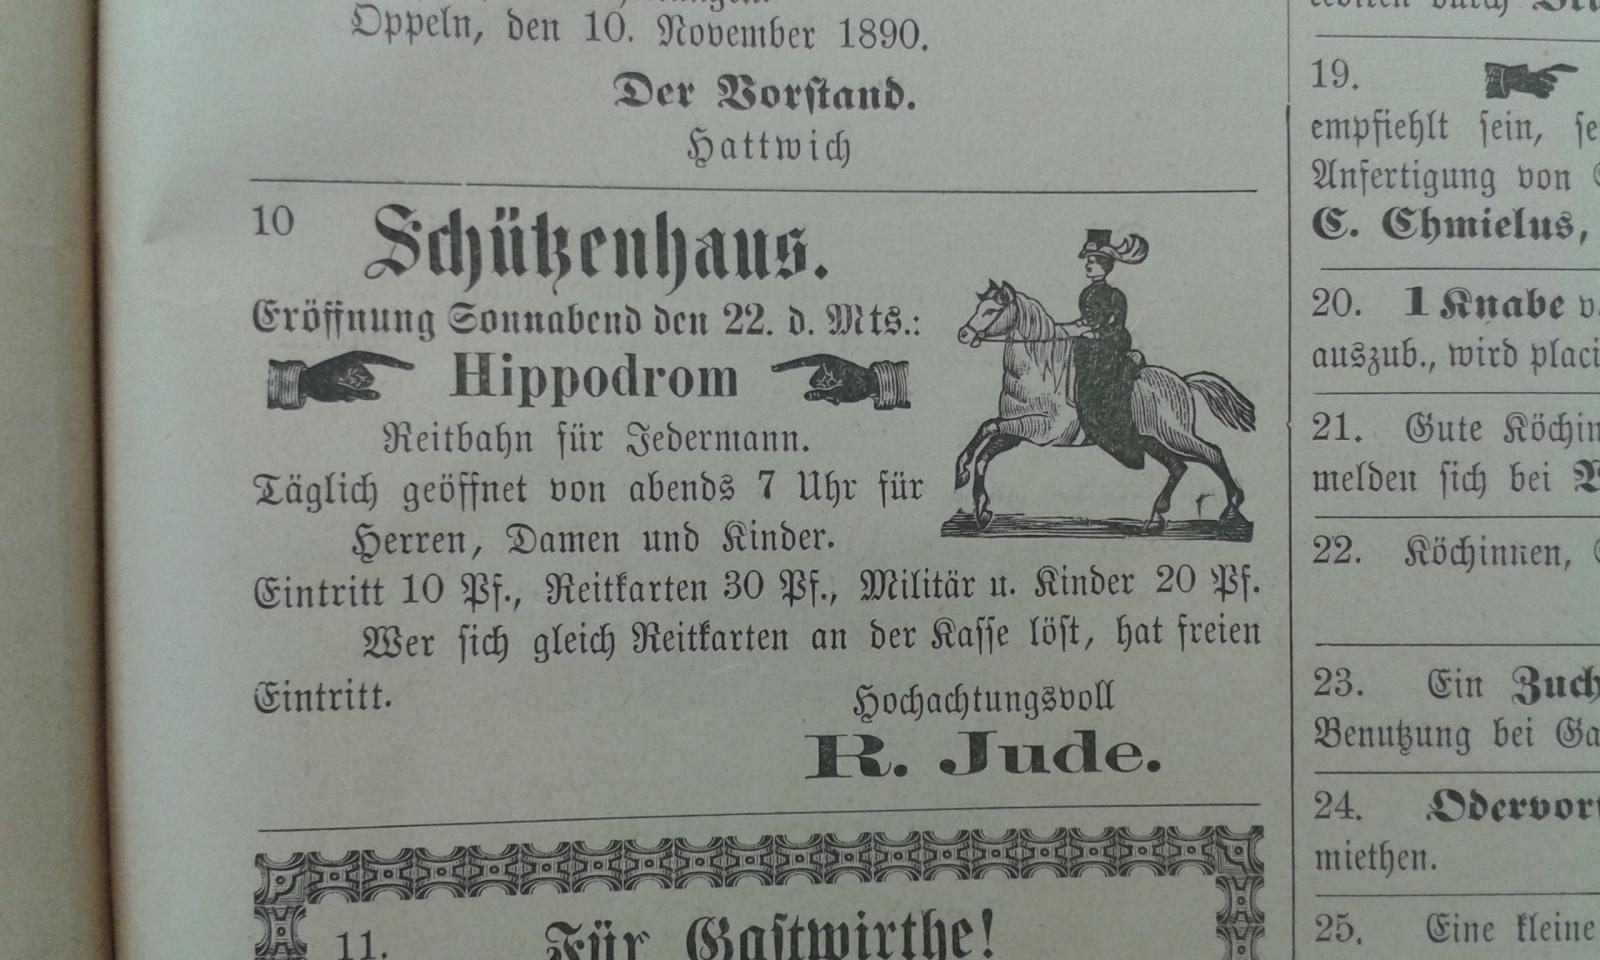 Oppeln, den 10. November 1890.
Der Vorstand.
Hattwich
10 Schützenhaus.
Eröffnung Sonnabend den 22. d. Mts.:
Hippodrom
Reitbahn für Jedermann.
Täglich geöffnet von abends 7 Uhr für
Herren, Damen und Kinder.
Eintritt 10 Pf., Reitkarten 30 Pf., Militär u. Kinder 20 Pf.
Wer sich gleich Reitkarten an der Kasse löst, hat freien
Eintritt.
Hochachtungsvoll
R. Jude.
11. Für Gastwirthe!
19.
empfiehlt sein, se
Anfertigung von
C. Chmielus,
20. 1 Knabe v.
auszub., wird placi
21. Gute Köchin
melden sich bei
22. Köchinnen,
23. Ein Zuch
Benutzung bei Ga
24. Odervor
miethen.
25. Eine kleine